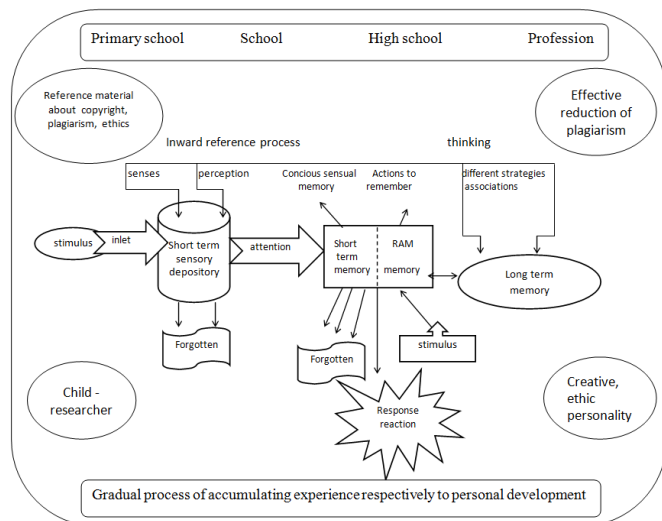 Primary school School High school Profession
Reference material
about copyright,
plagiarism, ethics
Effective
reduction of
plagiarism
Inward reference process
thinking
senses
perception
Concious sensual
memory
Actions to
remember
different strategies
associations
stimulus
inlet
Short term
sensory
depository
attention
Short
term
memory
RAM
memory
Long term
memory
Forgotten
Forgotten
stimulus
Child -
researcher
Response
reaction
Creative,
ethic
personality
Gradual process of accumulating experience respectively to personal development